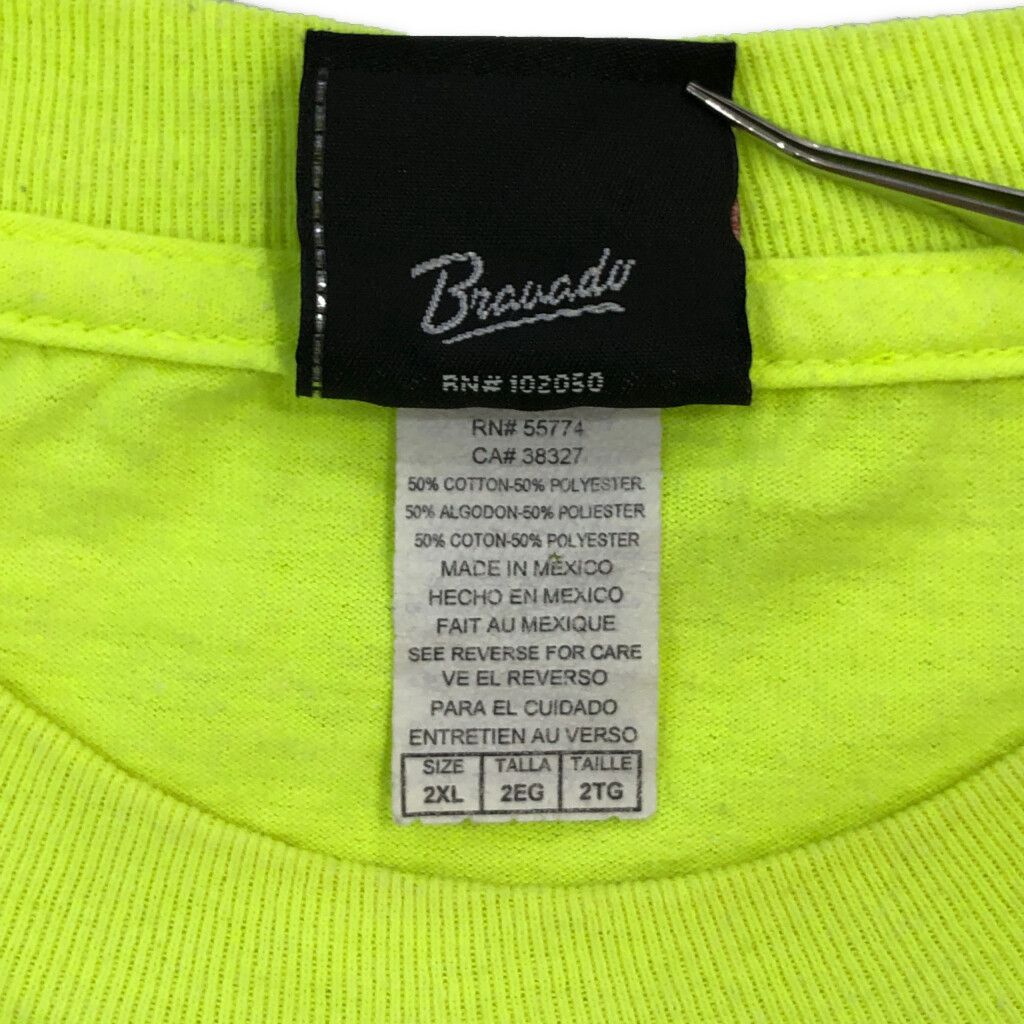 Bravado
RN# 102050
RN# 55774
CA# 38327
50% COTTON-50% POLYESTER
50% ALGODON-50% POLIESTER
50% COTON-50% POLYESTER
MADE IN MEXICO
HECHO EN MEXICO
FAIT AU MEXIQUE
SEE REVERSE FOR CARE
VE EL REVERSO
PARA EL CUIDADO
ENTRETIEN AU VERSO
SIZE TALLA TAILLE
2XL 2EG 2TG